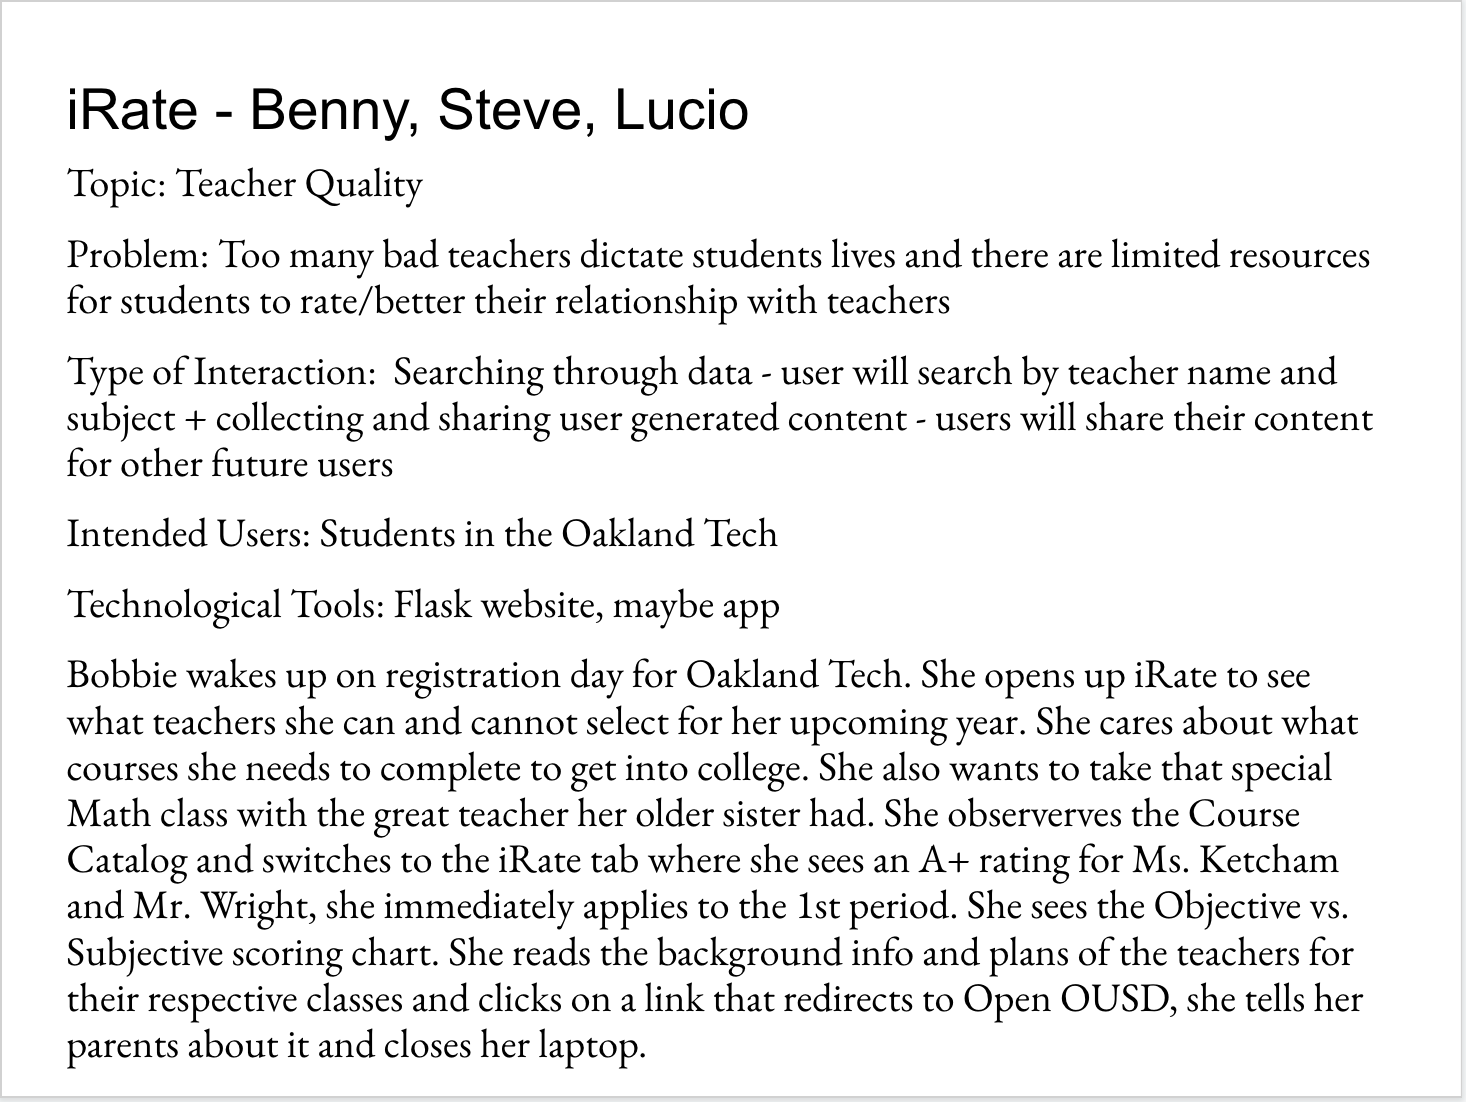 iRate - Benny, Steve, Lucio
Topic: Teacher Quality
Problem: Too many bad teachers dictate students lives and there are limited resources
for students to rate/better their relationship with teachers
Type of Interaction:  Searching through data - user will search by teacher name and
subject + collecting and sharing user generated content - users will share their content
for other future users
Intended Users: Students in the Oakland Tech
Technological Tools: Flask website, maybe app
Bobbie wakes up on registration day for Oakland Tech. She opens up iRate to see
what teachers she can and cannot select for her upcoming year. She cares about what
courses she needs to complete to get into college. She also wants to take that special
Math class with the great teacher her older sister had. She observerves the Course
Catalog and switches to the iRate tab where she sees an A+ rating for Ms. Ketcham
and Mr. Wright, she immediately applies to the 1st period. She sees the Objective vs.
Subjective scoring chart. She reads the background info and plans of the teachers for
their respective classes and clicks on a link that redirects to Open OUSD, she tells her
parents about it and closes her laptop.